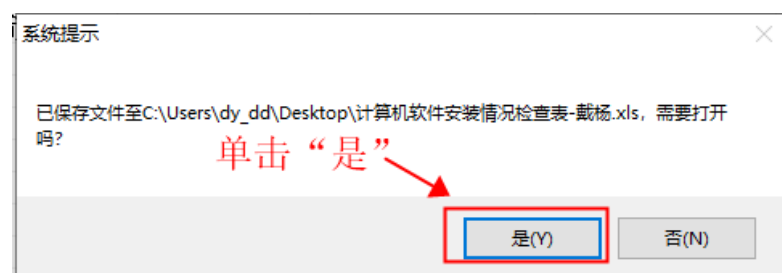 系统提示
已保存文件至C:\Users\dy_dd\Desktop\计算机软件安装情况检查表-戴杨.xls，需要打开
吗?
单击“是”
是(Y)
否(N)